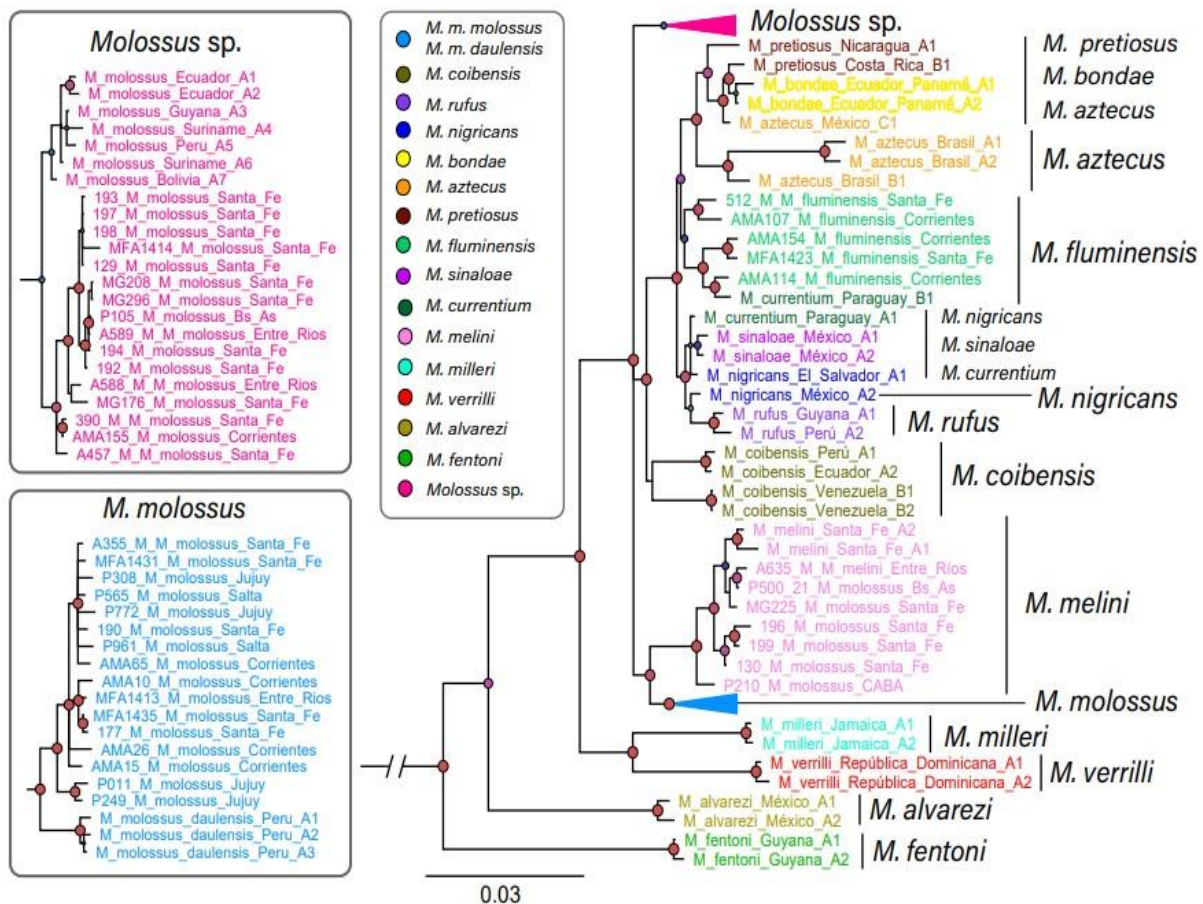 Molossus sp.
M_molossus_Ecuador_A1
M_molossus_Ecuador_A2
M_molossus_Guyana_A3
M_molossus_Suriname_A4
M_molossus_Peru_A5
M_molossus_Suriname_A6
M_molossus_Bolivia_A7
193_M_molossus_Santa_Fe
197_M_molossus_Santa_Fe
198_M_molossus_Santa_Fe
MFA1414_M_molossus_Santa_Fe
129_M_molossus_Santa_Fe
MG208_M_molossus_Santa_Fe
MG296_M_molossus_Santa_Fe
P105_M_molossus_Bs_As
A589_M_molossus_Entre_Rios
194_M_molossus_Santa_Fe
192_M_molossus_Santa_Fe
A588_M_M_molossus_Entre_Rios
MG176_M_molossus_Santa_Fe
390_M_M_molossus_Santa_Fe
AMA155_M_molossus_Corrientes
A457_M_M_molossus_Santa_Fe
M. molossus
A355_M_M_molossus_Santa_Fe
MFA1431_M_molossus_Santa_Fe
P308_M_molossus_Jujuy
P565_M_molossus_Salta
P772_M_molossus_Jujuy
190_M_molossus_Santa_Fe
P961_M_molossus_Salta
AMA65_M_molossus_Corrientes
AMA10_M_molossus_Corrientes
MFA1413_M_molossus_Entre_Rios
MFA1435_M_molossus_Santa_Fe
177_M_molossus_Santa_Fe
AMA26_M_molossus_Corrientes
AMA15_M_molossus_Corrientes
P011_M_molossus_Jujuy
P249_M_molossus_Jujuy
M_molossus_daulensis_Peru_A1
M_molossus_daulensis_Peru_A2
M_molossus_daulensis_Peru_A3
M. m. molossus
M. m. daulensis
M. coibensis
M. rufus
M. nigricans
M. bondae
M. aztecus
M. pretiosus
M. fluminensis
M. sinaloae
M. currentium
M. melini
M. milleri
M. verrilli
M. alvarezi
M. fentoni
Molossus sp.
Molossus sp.
M_pretiosus_Nicaragua_A1
M_pretiosus_Costa_Rica_B1
M_bondae_Ecuador_Panamá_A1
M_bondae_Ecuador_Panamá_A2
M_aztecus_México_C1
M_aztecus_Brasil_A1
M_aztecus_Brasil_A2
M_aztecus_Brasil_B1
512_M_M_fluminensis_Santa_Fe
AMA107_M_fluminensis_Corrientes
AMA154_M_fluminensis_Corrientes
MFA1423_M_fluminensis_Santa_Fe
AMA114_M_fluminensis_Corrientes
M_currentium_Paraguay_B1
M_currentium_Paraguay_A1
M_sinaloae_México_A1
M_sinaloae_México_A2
M_nigricans_El_Salvador_A1
M_nigricans_México_A2
M_rufus_Guyana_A1
M_rufus_Perú_A2
M_coibensis_Perú_A1
M_coibensis_Ecuador_A2
M_coibensis_Venezuela_B1
M_coibensis_Venezuela_B2
M_melini_Santa_Fe_A2
M_melini_Santa_Fe_A1
A635_M_M_melini_Entre_Ríos
P500_21_M_molossus_Bs_As
MG225_M_molossus_Santa_Fe
196_M_molossus_Santa_Fe
199_M_molossus_Santa_Fe
130_M_molossus_Santa_Fe
P210_M_molossus_CABA
M_milleri_Jamaica_A1
M_milleri_Jamaica_A2
M_verrilli_República_Dominicana_A1
M_verrilli_República_Dominicana_A2
M_alvarezi_México_A1
M_alvarezi_México_A2
M_fentoni_Guyana_A1
M_fentoni_Guyana_A2
M. pretiosus
M. bondae
M. aztecus
M. aztecus
M. fluminensis
M. nigricans
M. sinaloae
M. currentium
M. nigricans
M. rufus
M. coibensis
M. melini
M. molossus
M. milleri
M. verrilli
M. alvarezi
M. fentoni
0.03